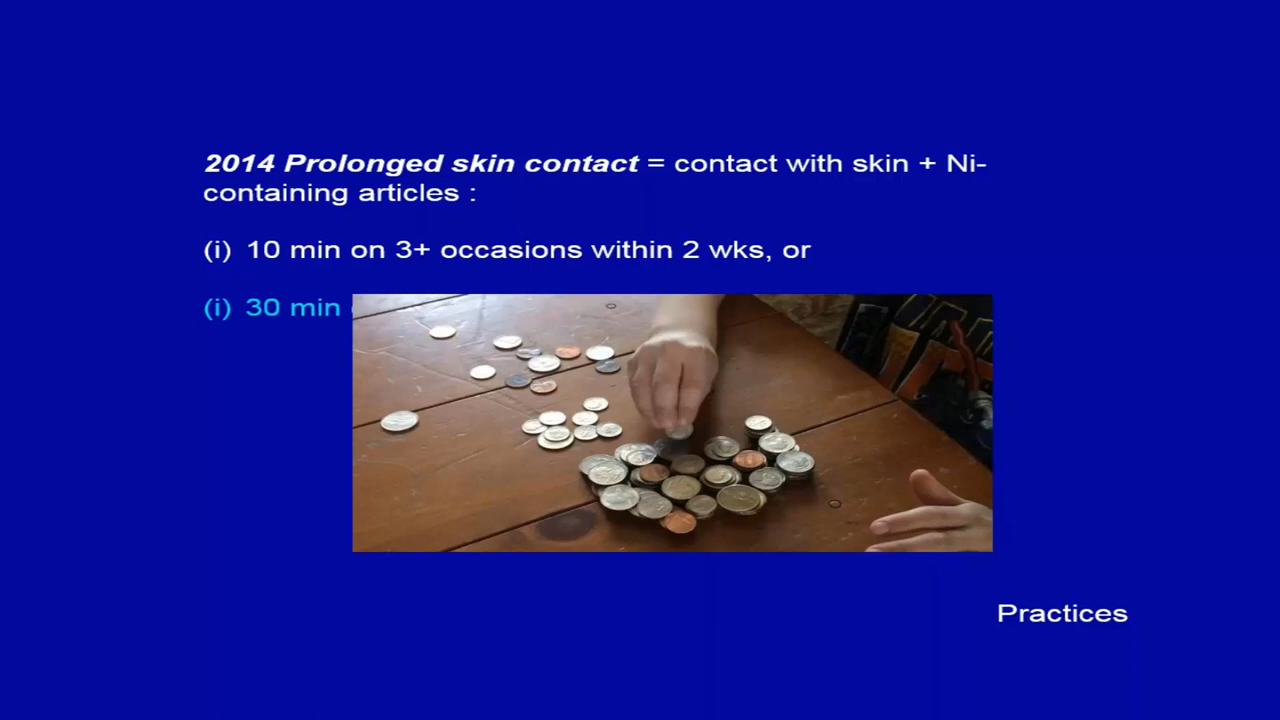 2014 Prolonged skin contact = contact with skin + Ni-
containing articles :
(i) 10 min on 3+ occasions within 2 wks, or
(i) 30 min
Practices